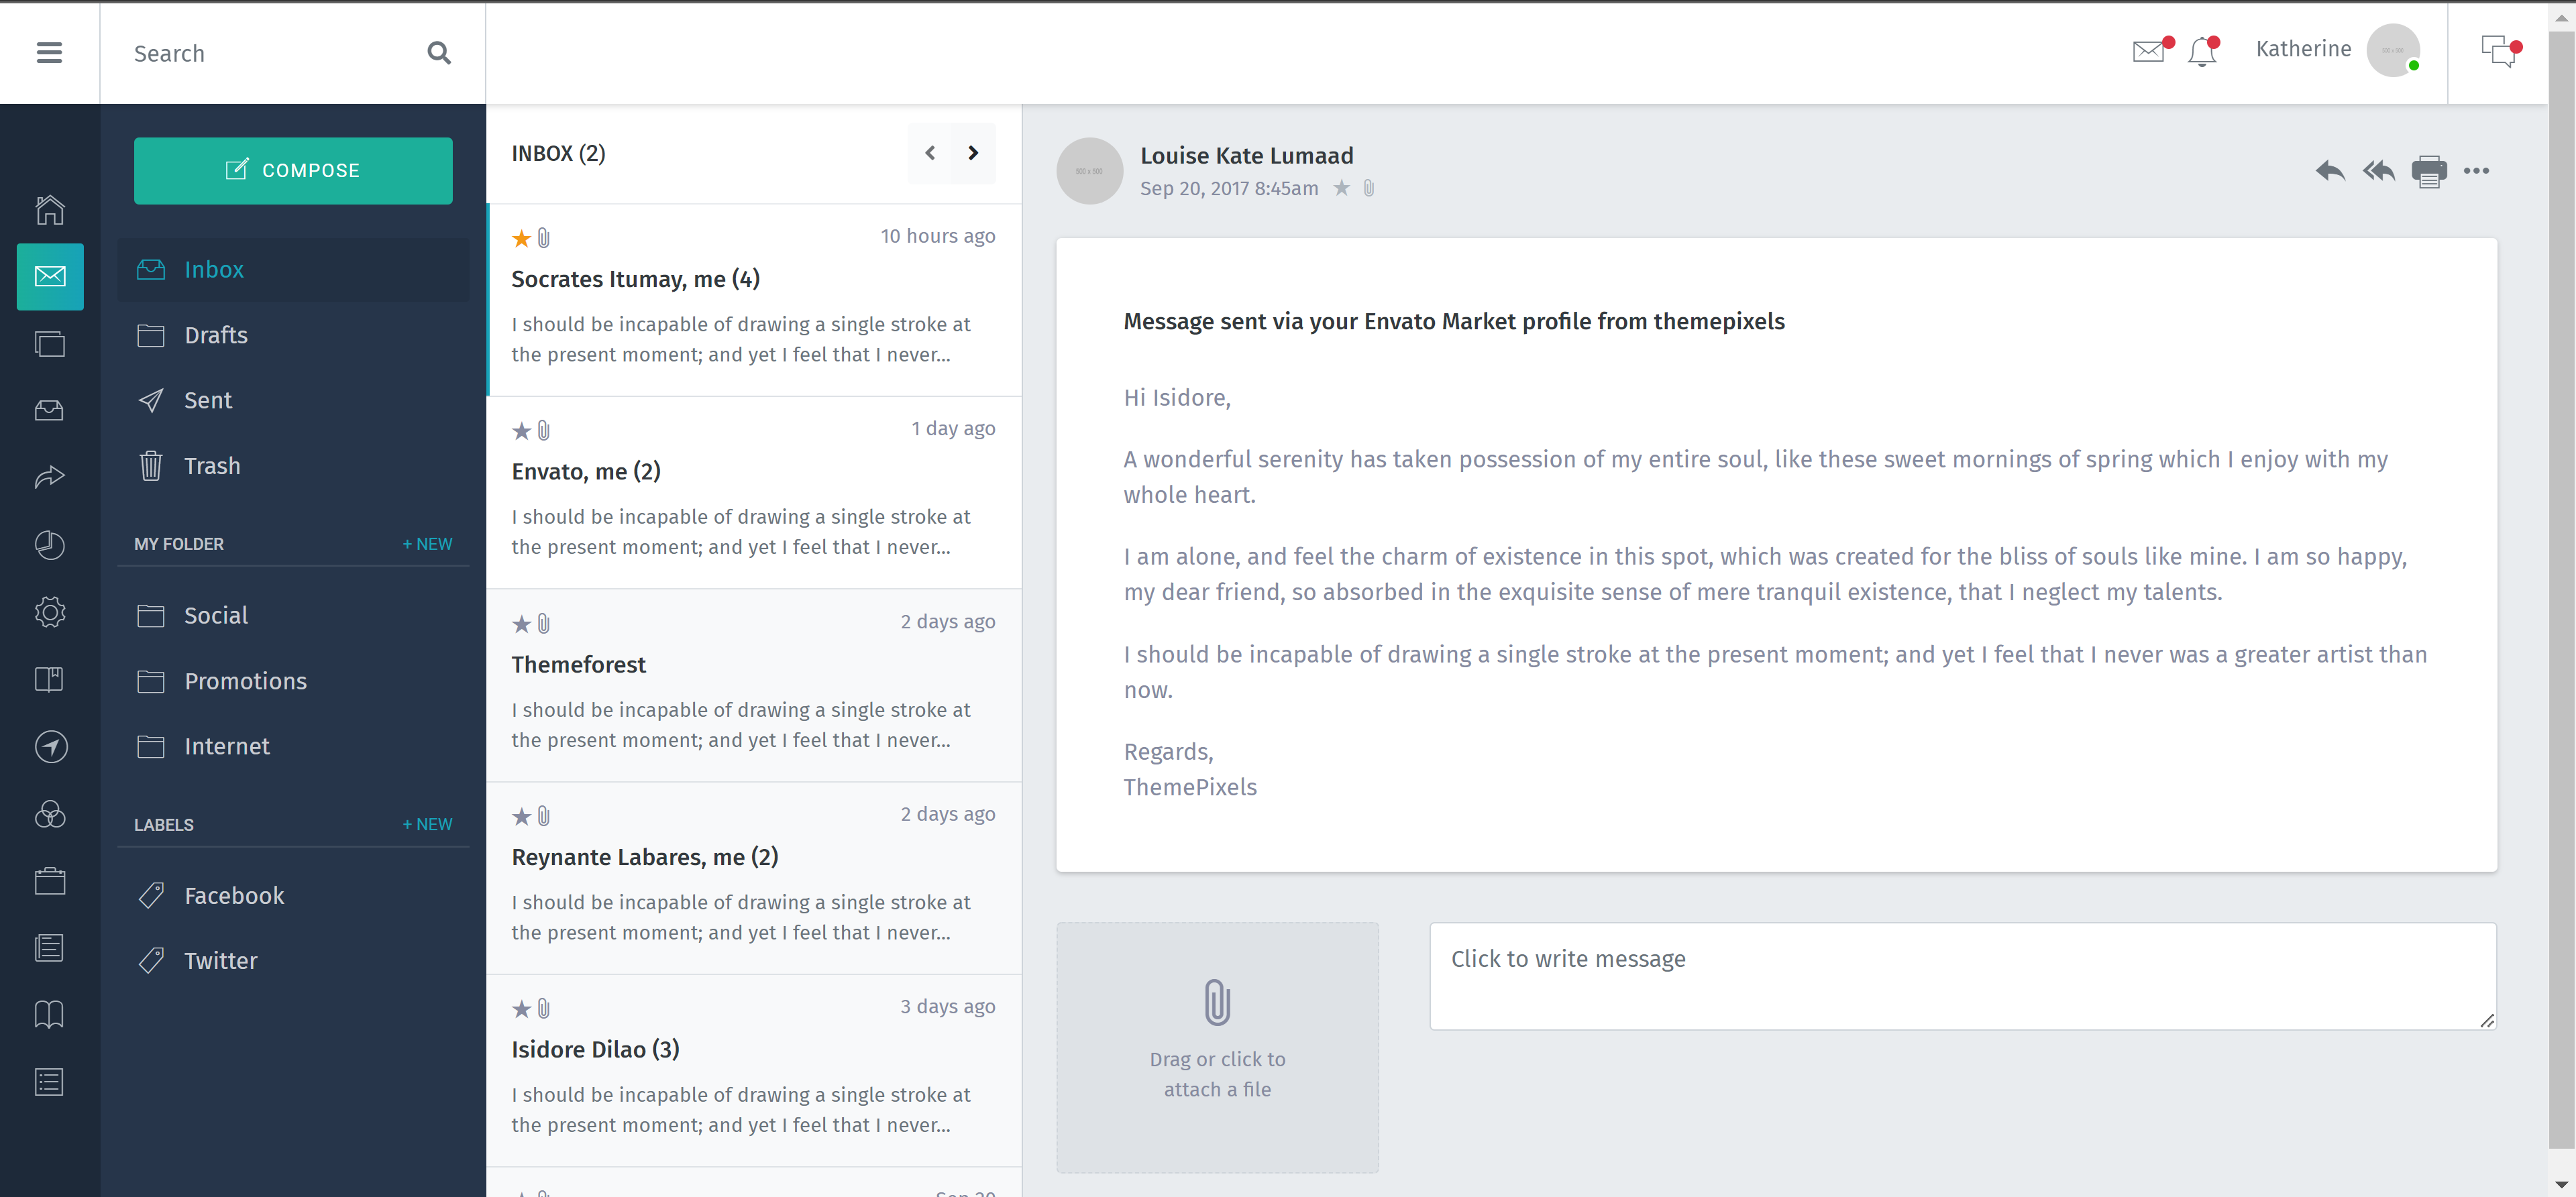 Search
Katherine
COMPOSE
Inbox
Drafts
Sent
Trash
MY FOLDER
+ NEW
Social
Promotions
Internet
LABELS
+ NEW
Facebook
Twitter
INBOX (2)
10 hours ago
Socrates Itumay, me (4)
I should be incapable of drawing a single stroke at
the present moment; and yet I feel that I never...
1 day ago
Envato, me (2)
I should be incapable of drawing a single stroke at
the present moment; and yet I feel that I never...
2 days ago
Themeforest
I should be incapable of drawing a single stroke at
the present moment; and yet I feel that I never...
2 days ago
Reynante Labares, me (2)
I should be incapable of drawing a single stroke at
the present moment; and yet I feel that I never...
3 days ago
Isidore Dilao (3)
I should be incapable of drawing a single stroke at
the present moment; and yet I feel that I never...
500 x 500
Louise Kate Lumaad
Sep 20, 2017 8:45am
Message sent via your Envato Market profile from themepixels
Hi Isidore,
A wonderful serenity has taken possession of my entire soul, like these sweet mornings of spring which I enjoy with my
whole heart.
I am alone, and feel the charm of existence in this spot, which was created for the bliss of souls like mine. I am so happy,
my dear friend, so absorbed in the exquisite sense of mere tranquil existence, that I neglect my talents.
I should be incapable of drawing a single stroke at the present moment; and yet I feel that I never was a greater artist than
now.
Regards,
ThemePixels
Drag or click to
attach a file
Click to write message